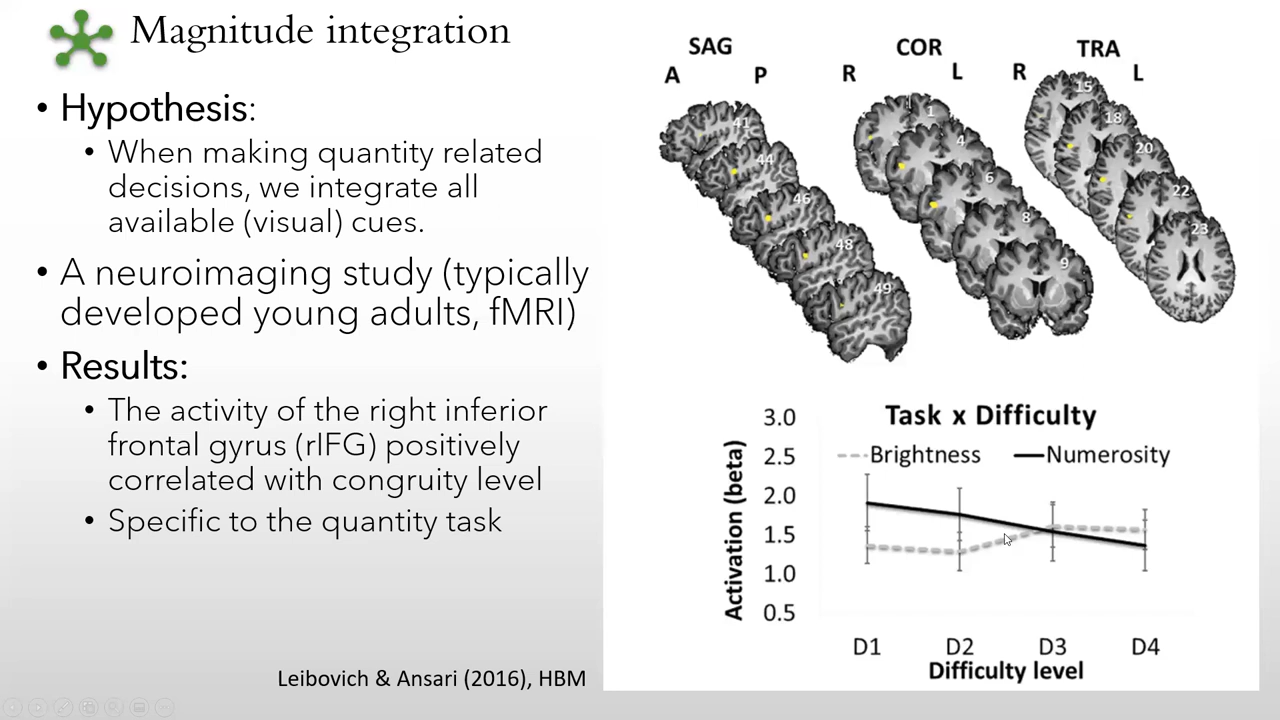 Magnitude integration
• Hypothesis:
• When making quantity related
decisions, we integrate all
available (visual) cues.
• A neuroimaging study (typically
developed young adults, fMRI)
• Results:
• The activity of the right inferior
frontal gyrus (rIFG) positively
correlated with congruity level
• Specific to the quantity task
Leibovich & Ansari (2016), HBM
SAG
A P
41
44
46
48
49
COR
R L
1
4
6
8
9
TRA
R L
15
18
20
22
23
Task x Difficulty
Brightness Numerosity
Activation (beta)
3.0
2.5
2.0
1.5
1.0
0.5
D1 D2 D3 D4
Difficulty level